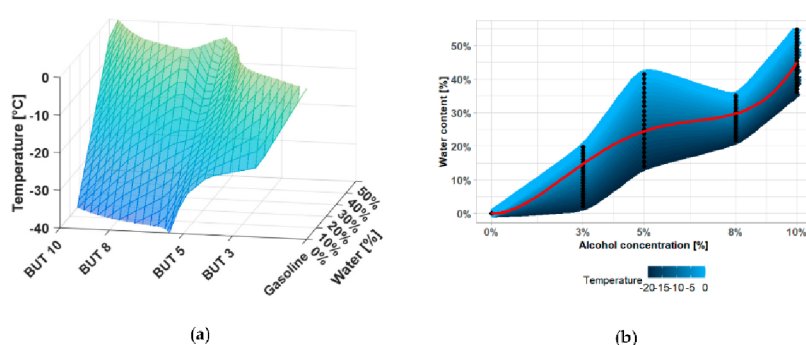 0
-10
-20
-30
-40
Temperature [°C]
BUT 10
BUT 8
BUT 5
BUT 3
Gasoline
0%
10%
20%
30%
40%
50%
Water [%]
(a)
50%
40%
30%
20%
10%
0%
Water content [%]
0%
3%
5%
8%
10%
Alcohol concentration [%]
Temperature
-20-15-10 -5 0
(b)